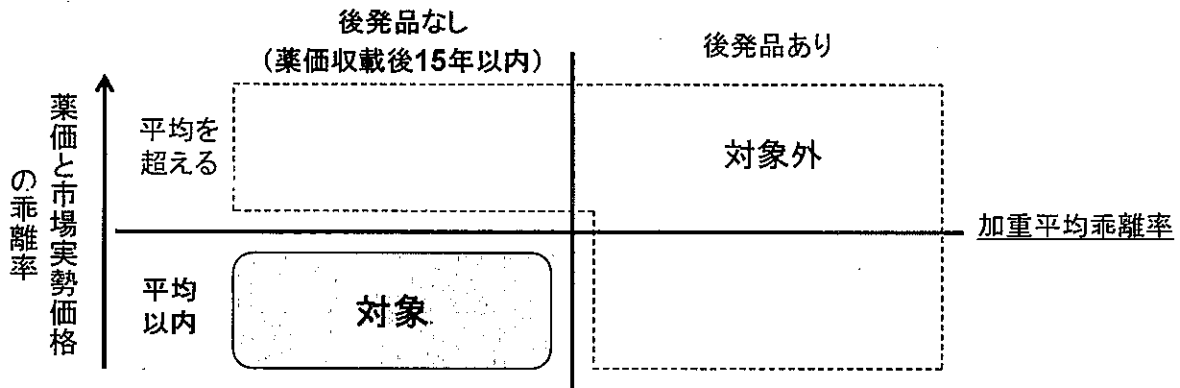 後発品なし
（薬価収載後15年以内）
後発品あり
薬価と市場実勢価格
の乖離率
平均を
超える
対象外
加重平均乖離率
平均
以内
対象